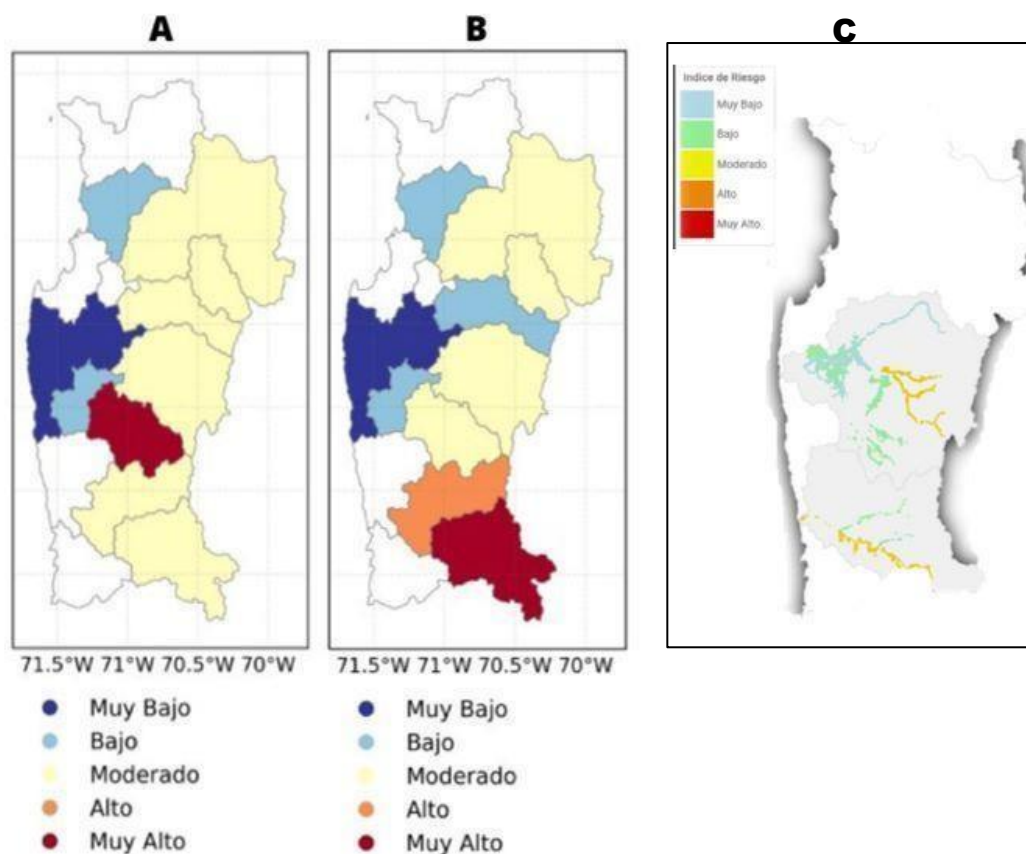 A
B
C
Indice de Riesgo
Muy Bajo
Bajo
Moderado
Alto
Muy Alto
71.5°W 71°W 70.5°W 70°W
71.5°W 71°W 70.5°W 70°W
Muy Bajo
Bajo
Moderado
Alto
Muy Alto
Muy Bajo
Bajo
Moderado
Alto
Muy Alto